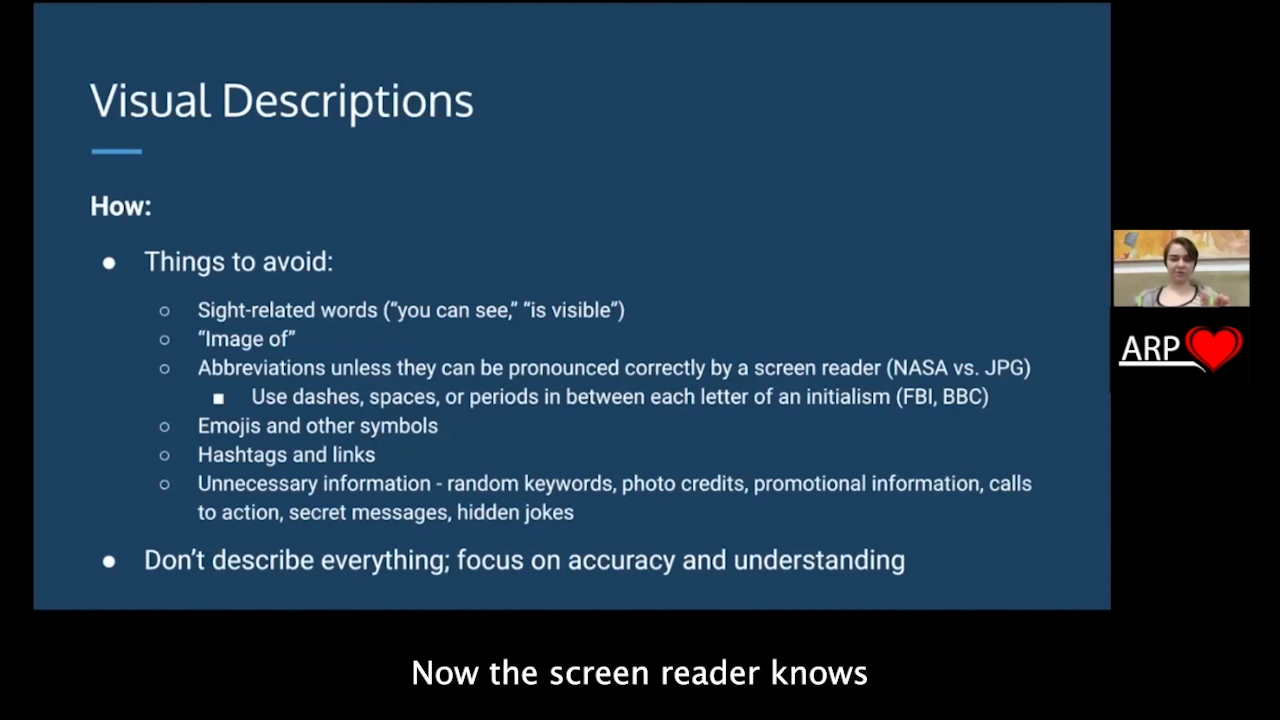 Visual Descriptions
How:
● Things to avoid:
○ Sight-related words (“you can see,” “is visible”)
○ “Image of”
○ Abbreviations unless they can be pronounced correctly by a screen reader (NASA vs. JPG)
■ Use dashes, spaces, or periods in between each letter of an initialism (FBI, BBC)
○ Emojis and other symbols
○ Hashtags and links
○ Unnecessary information - random keywords, photo credits, promotional information, calls
to action, secret messages, hidden jokes
● Don’t describe everything; focus on accuracy and understanding
ARP
Now the screen reader knows